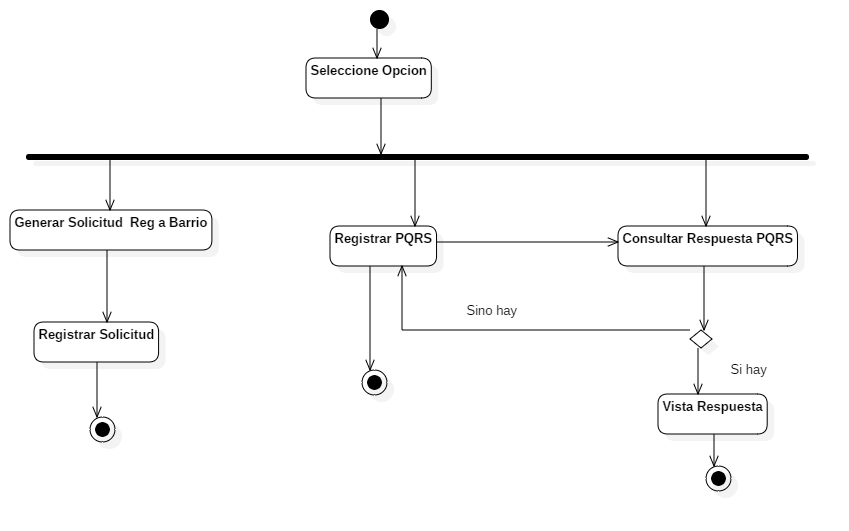 Seleccione Opcion
Generar Solicitud  Reg a Barrio
Registrar PQRS
Consultar Respuesta PQRS
Sino hay
Registrar Solicitud
Si hay
Vista Respuesta